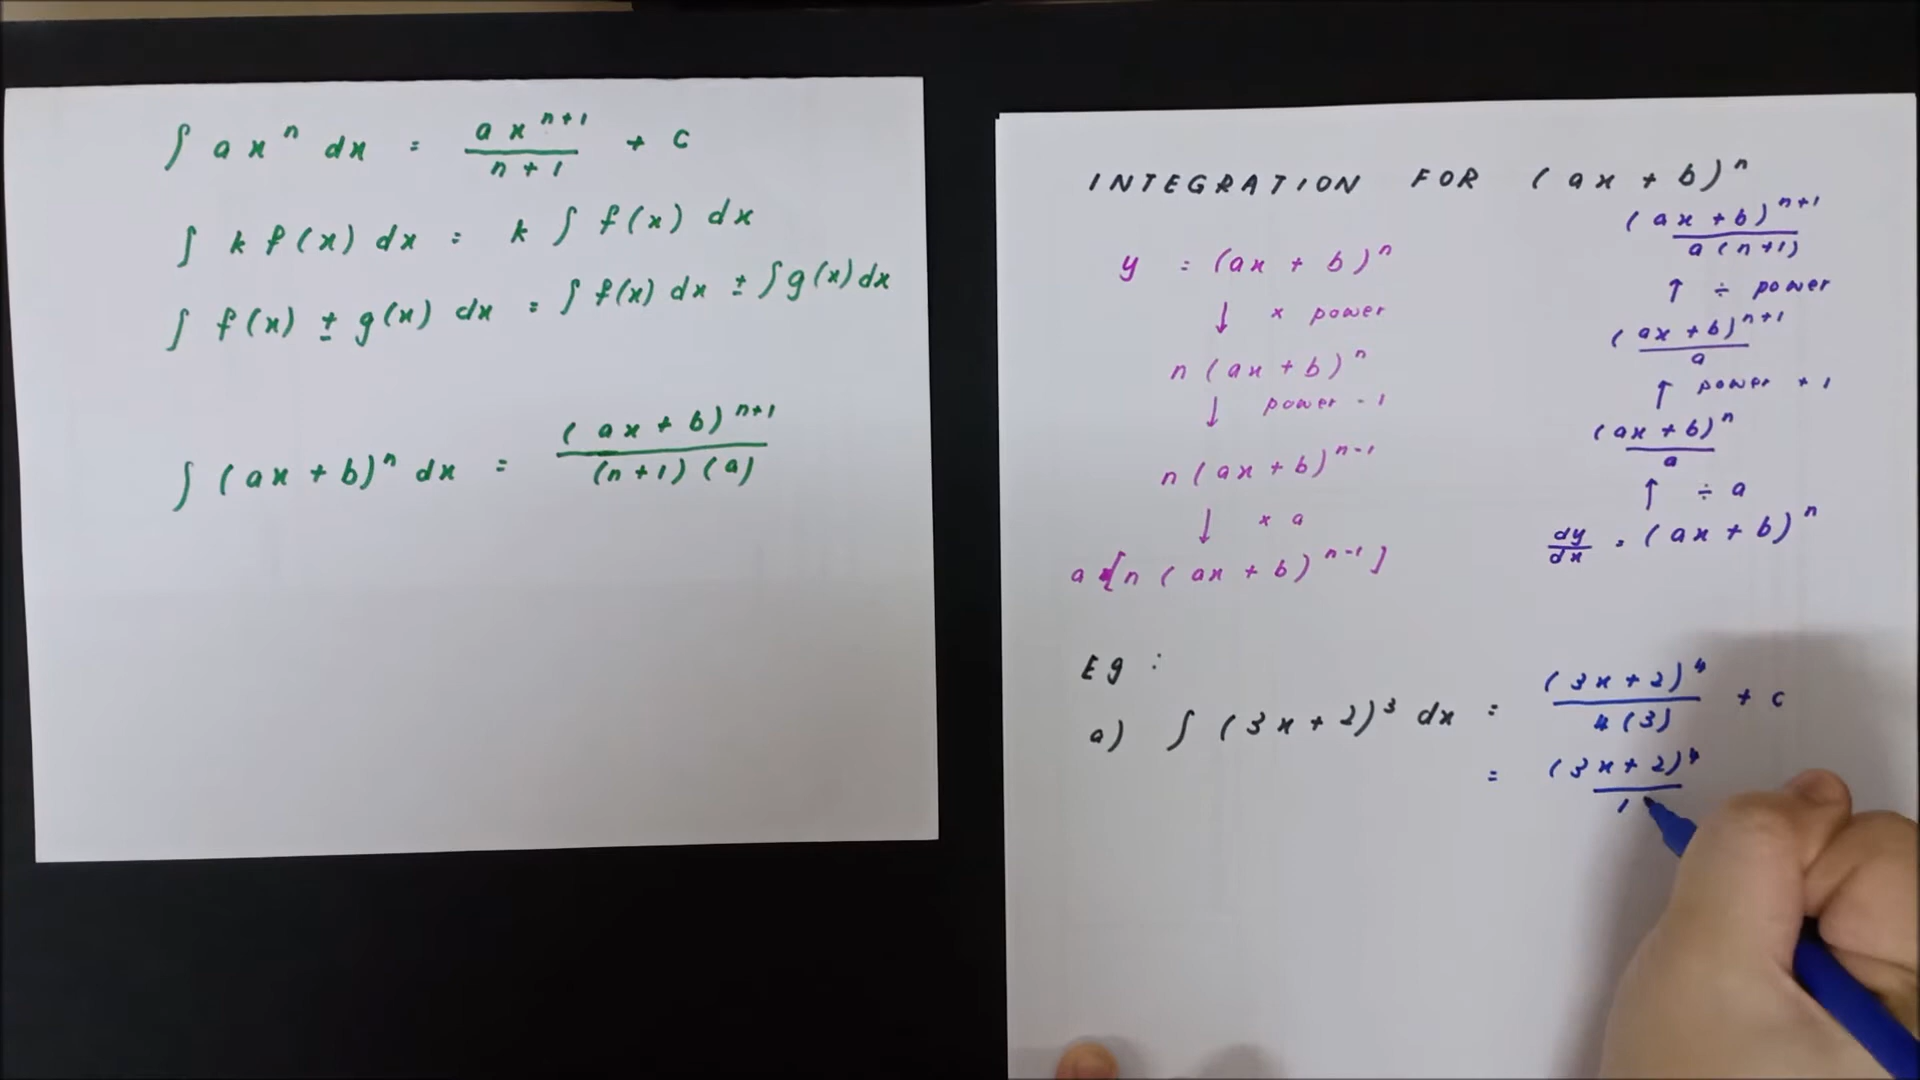 ∫ a x^n dx = a x^(n+1) / n + 1 + c
∫ k f(x) dx = k ∫ f(x) dx
∫ f(x) ± g(x) dx = ∫ f(x) dx ± ∫ g(x) dx
∫ (ax + b)^n dx = (ax + b)^(n+1) / (n+1)(a)
INTEGRATION FOR (ax + b)^n
y = (ax + b)^n
↓ × power
n (ax + b)^n
↓ power - 1
n (ax + b)^(n-1)
↓ × a
a [n (ax + b)^(n-1)]
(ax + b)^(n+1) / a(n+1)
↑ ÷ power
(ax + b)^(n+1) / a
↑ power + 1
(ax + b)^n / a
↑ ÷ a
dy/dx = (ax + b)^n
Eg :
a) ∫ (3x + 2)^3 dx = (3x + 2)^4 / 4(3) + c
= (3x + 2)^4 / 1